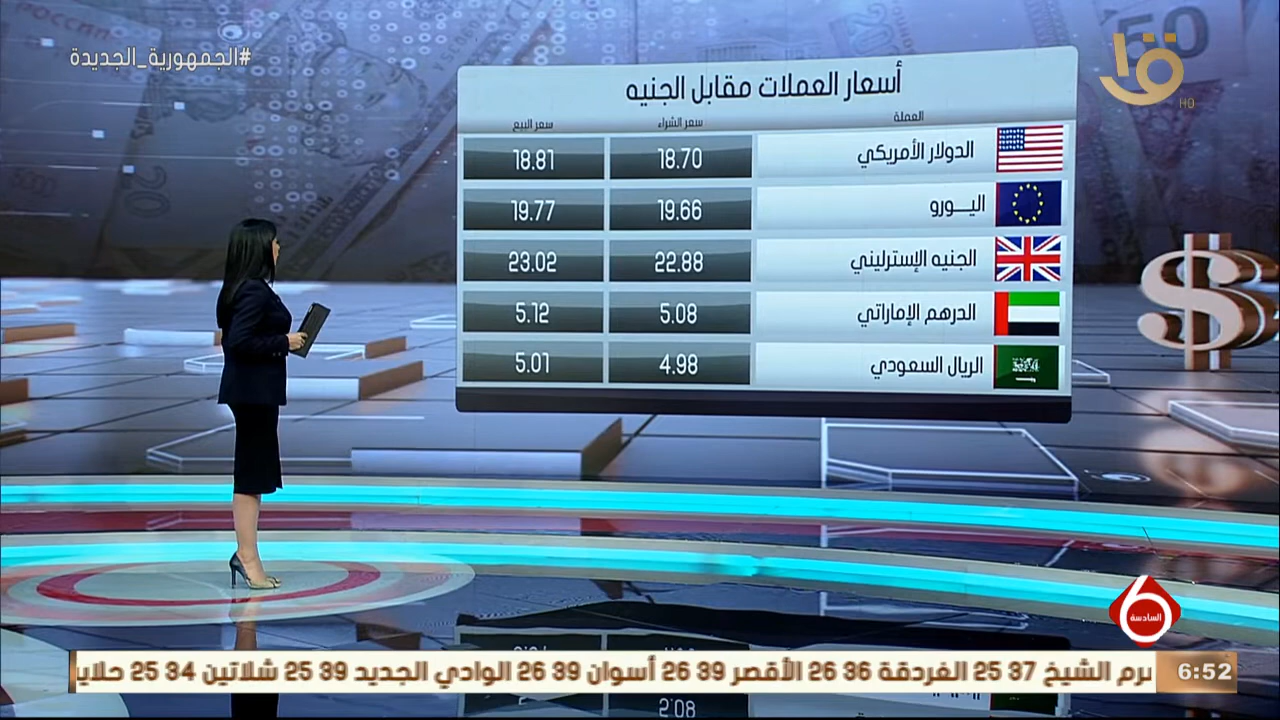 #الجمهورية_الجديدة
HD
أسعار العملات مقابل الجنيه
العملة سعر الشراء سعر البيع
الدولار الأمريكي 18.70 18.81
اليـــورو 19.66 19.77
الجنيه الإسترليني 22.88 23.02
الدرهم الإماراتي 5.08 5.12
الريال السعودي 4.98 5.01
6
السادسة
6:52 رم الشيخ 37 25 الغردقة 36 26 الأقصر 39 26 أسوان 39 26 الوادي الجديد 39 25 شلاتين 34 25 حلايب